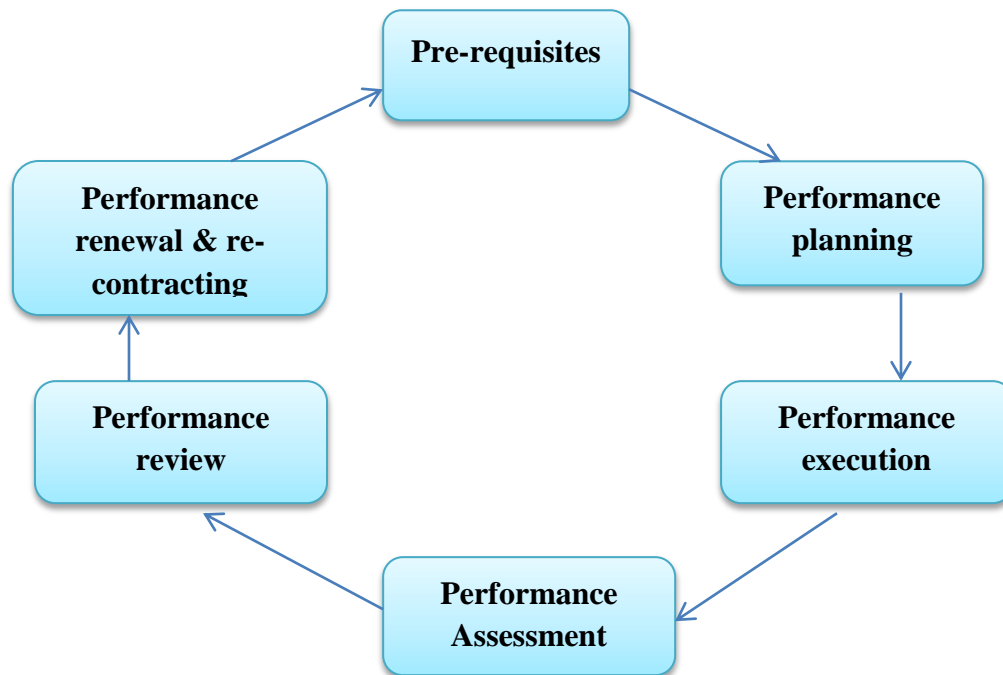 Pre-requisites
Performance
planning
Performance
execution
Performance
Assessment
Performance
review
Performance
renewal & re-
contracting